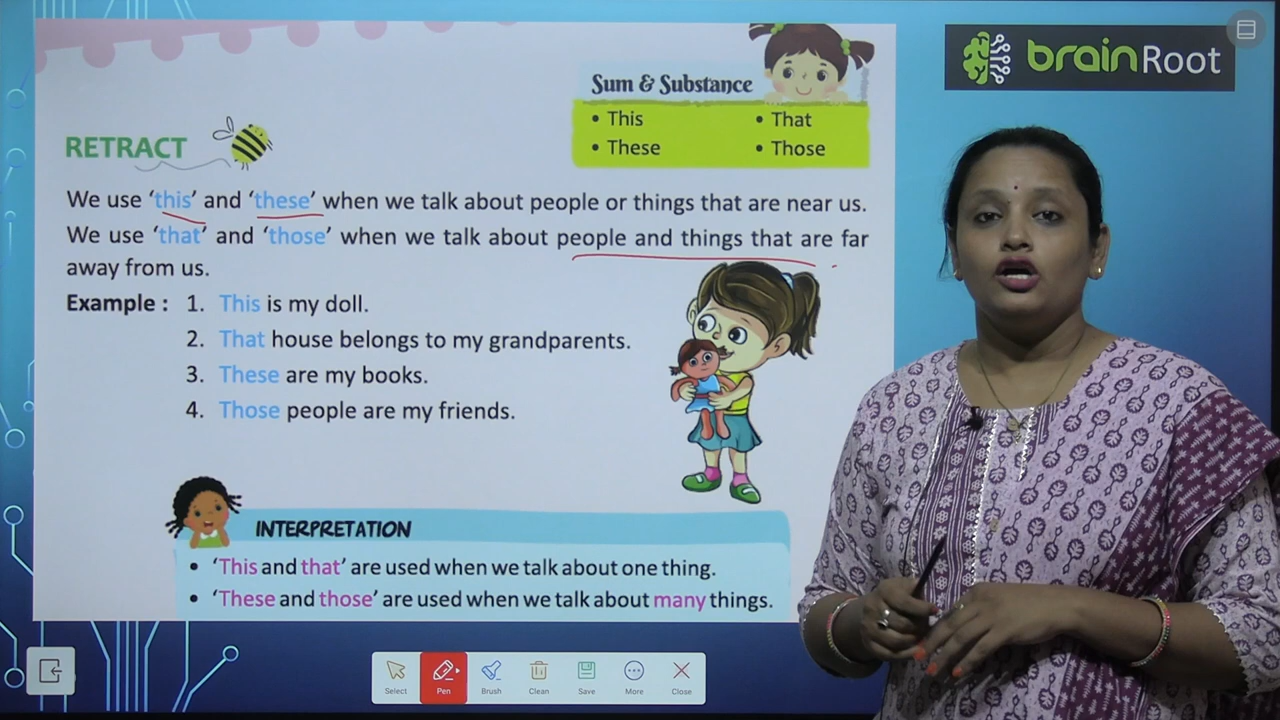 brainRoot
Sum & Substance
• This • That
• These • Those
RETRACT
We use ‘this’ and ‘these’ when we talk about people or things that are near us.
We use ‘that’ and ‘those’ when we talk about people and things that are far
away from us.
Example : 1. This is my doll.
2. That house belongs to my grandparents.
3. These are my books.
4. Those people are my friends.
INTERPRETATION
• ‘This and that’ are used when we talk about one thing.
• ‘These and those’ are used when we talk about many things.
Select Pen Brush Clean Save More Close